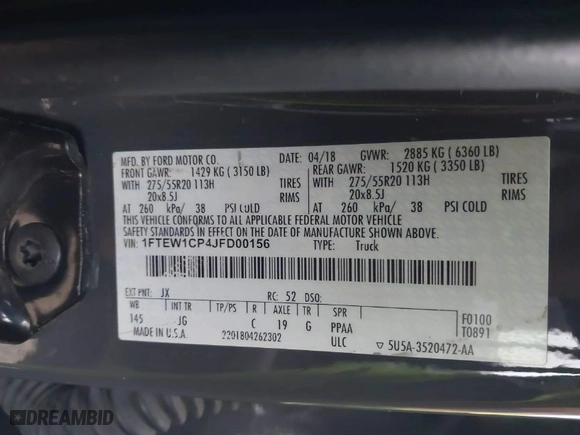 MFD. BY FORD MOTOR CO. DATE: 04/18 GVWR: 2885 KG ( 6360 LB)
FRONT GAWR: 1429 KG ( 3150 LB) REAR GAWR: 1520 KG ( 3350 LB)
WITH 275/55R20 113H TIRES WITH 275/55R20 113H TIRES
20x8.5J RIMS 20x8.5J RIMS
AT 260 kPa/ 38 PSI COLD AT 260 kPa/ 38 PSI COLD
THIS VEHICLE CONFORMS TO ALL APPLICABLE FEDERAL MOTOR VEHICLE
SAFETY STANDARDS IN EFFECT ON THE DATE OF MANUFACTURE SHOWN ABOVE.
VIN: 1FTEW1CP4JFD00156 TYPE: Truck
EXT PNT: JX RC: 52 DSO:
WB INT TR TP/PS R AXLE TR SPR
145 JG C 19 G PPAA
F0100
T0891
MADE IN U.S.A. 2201804262302 ULC ▽ 5U5A-3520472-AA
DREAMBID